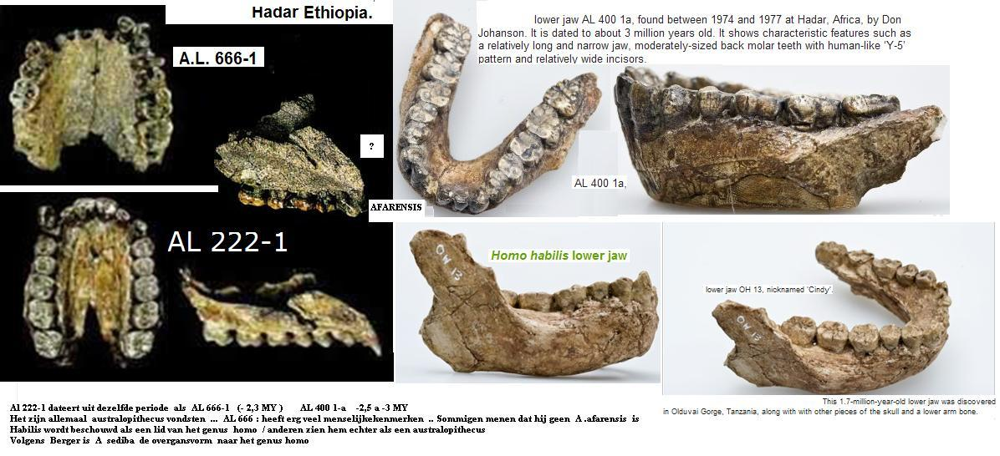 Hadar Ethiopia.
A.L. 666-1
?
AL 222-1
lower jaw AL 400 1a, found between 1974 and 1977 at Hadar, Africa, by Don
Johanson. It is dated to about 3 million years old. It shows characteristic features such as
a relatively long and narrow jaw, moderately-sized back molar teeth with human-like ‘Y-5’
pattern and relatively wide incisors.
AL 400 1a,
AFARENSIS
Homo habilis lower jaw
OH 13
lower jaw OH 13, nicknamed ‘Cindy’.
OH 13
This 1.7-million-year-old lower jaw was discovered
in Olduvai Gorge, Tanzania, along with with other pieces of the skull and a lower arm bone.
Al 222-1 dateert uit dezelfde periode als AL 666-1 (- 2,3 MY ) AL 400 1-a -2,5 a -3 MY
Het zijn allemaal australopithecus vondsten ... AL 666 : heeft erg veel menselijkekenmerken .. Sommigen menen dat hij geen A .afarensis is
Habilis wordt beschouwd als een lid van het genus homo / anderen zien hem echter als een australopithecus
Volgens Berger is A sediba de overgansvorm naar het genus homo